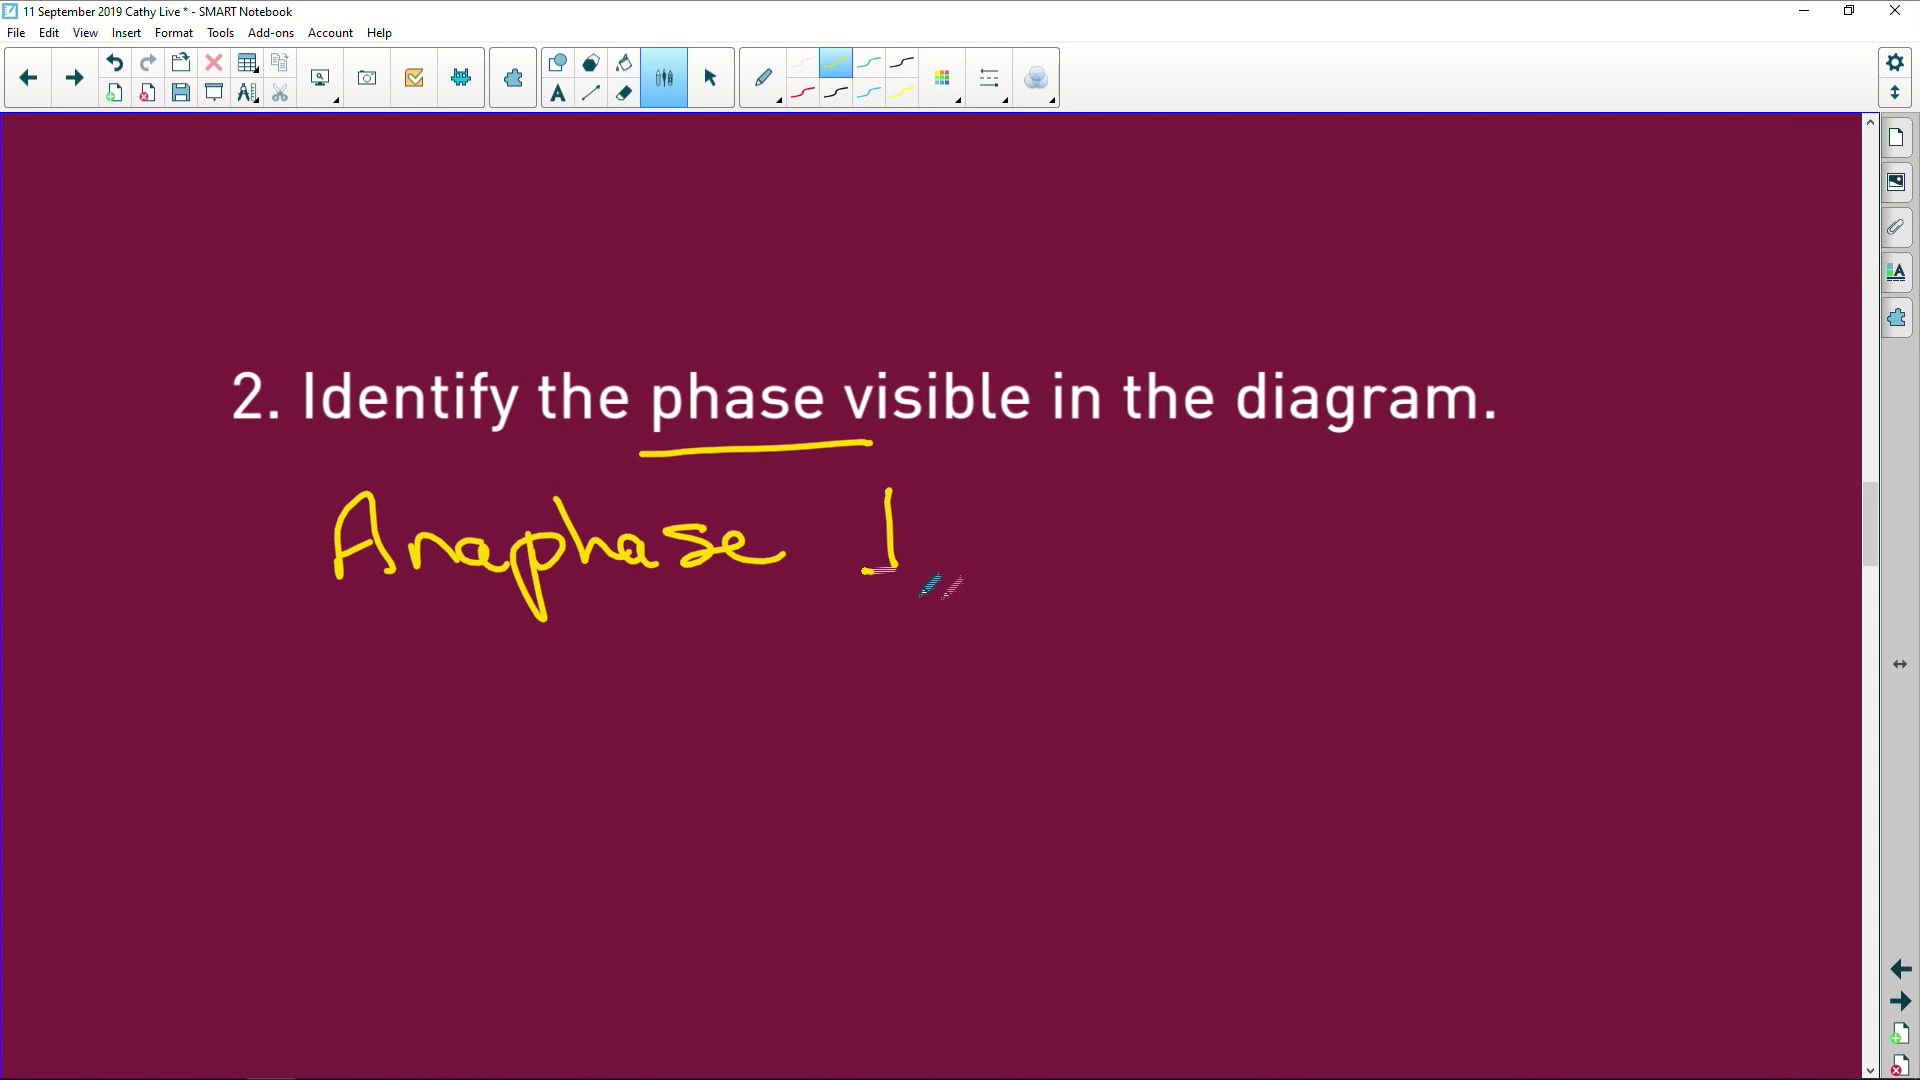 11 September 2019 Cathy Live * - SMART Notebook
File Edit View Insert Format Tools Add-ons Account Help
2. Identify the phase visible in the diagram.
Anaphase I